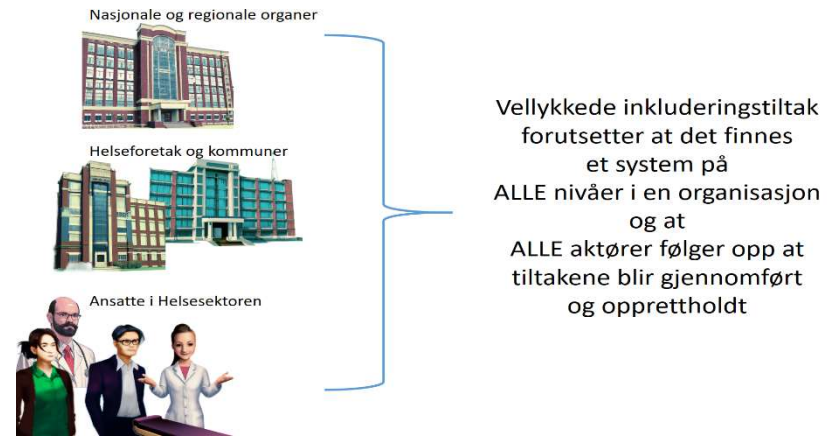 Nasjonale og regionale organer
Helseforetak og kommuner
Ansatte i Helsesektoren
Vellykkede inkluderingstiltak
forutsetter at det finnes
et system på
ALLE nivåer i en organisasjon
og at
ALLE aktører følger opp at
tiltakene blir gjennomført
og opprettholdt